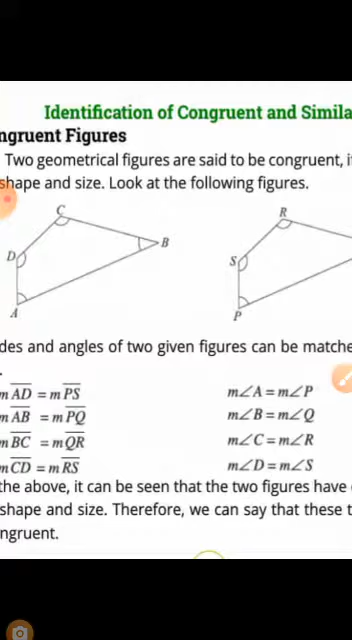 Identification of Congruent and Simila
ngruent Figures
Two geometrical figures are said to be congruent, i
shape and size. Look at the following figures.
C
R
B
D
S
A
P
des and angles of two given figures can be matche
m AD = m PS m∠A = m∠P
m AB = m PQ m∠B = m∠Q
m BC = m QR m∠C = m∠R
m CD = m RS m∠D = m∠S
the above, it can be seen that the two figures have
shape and size. Therefore, we can say that these t
ngruent.